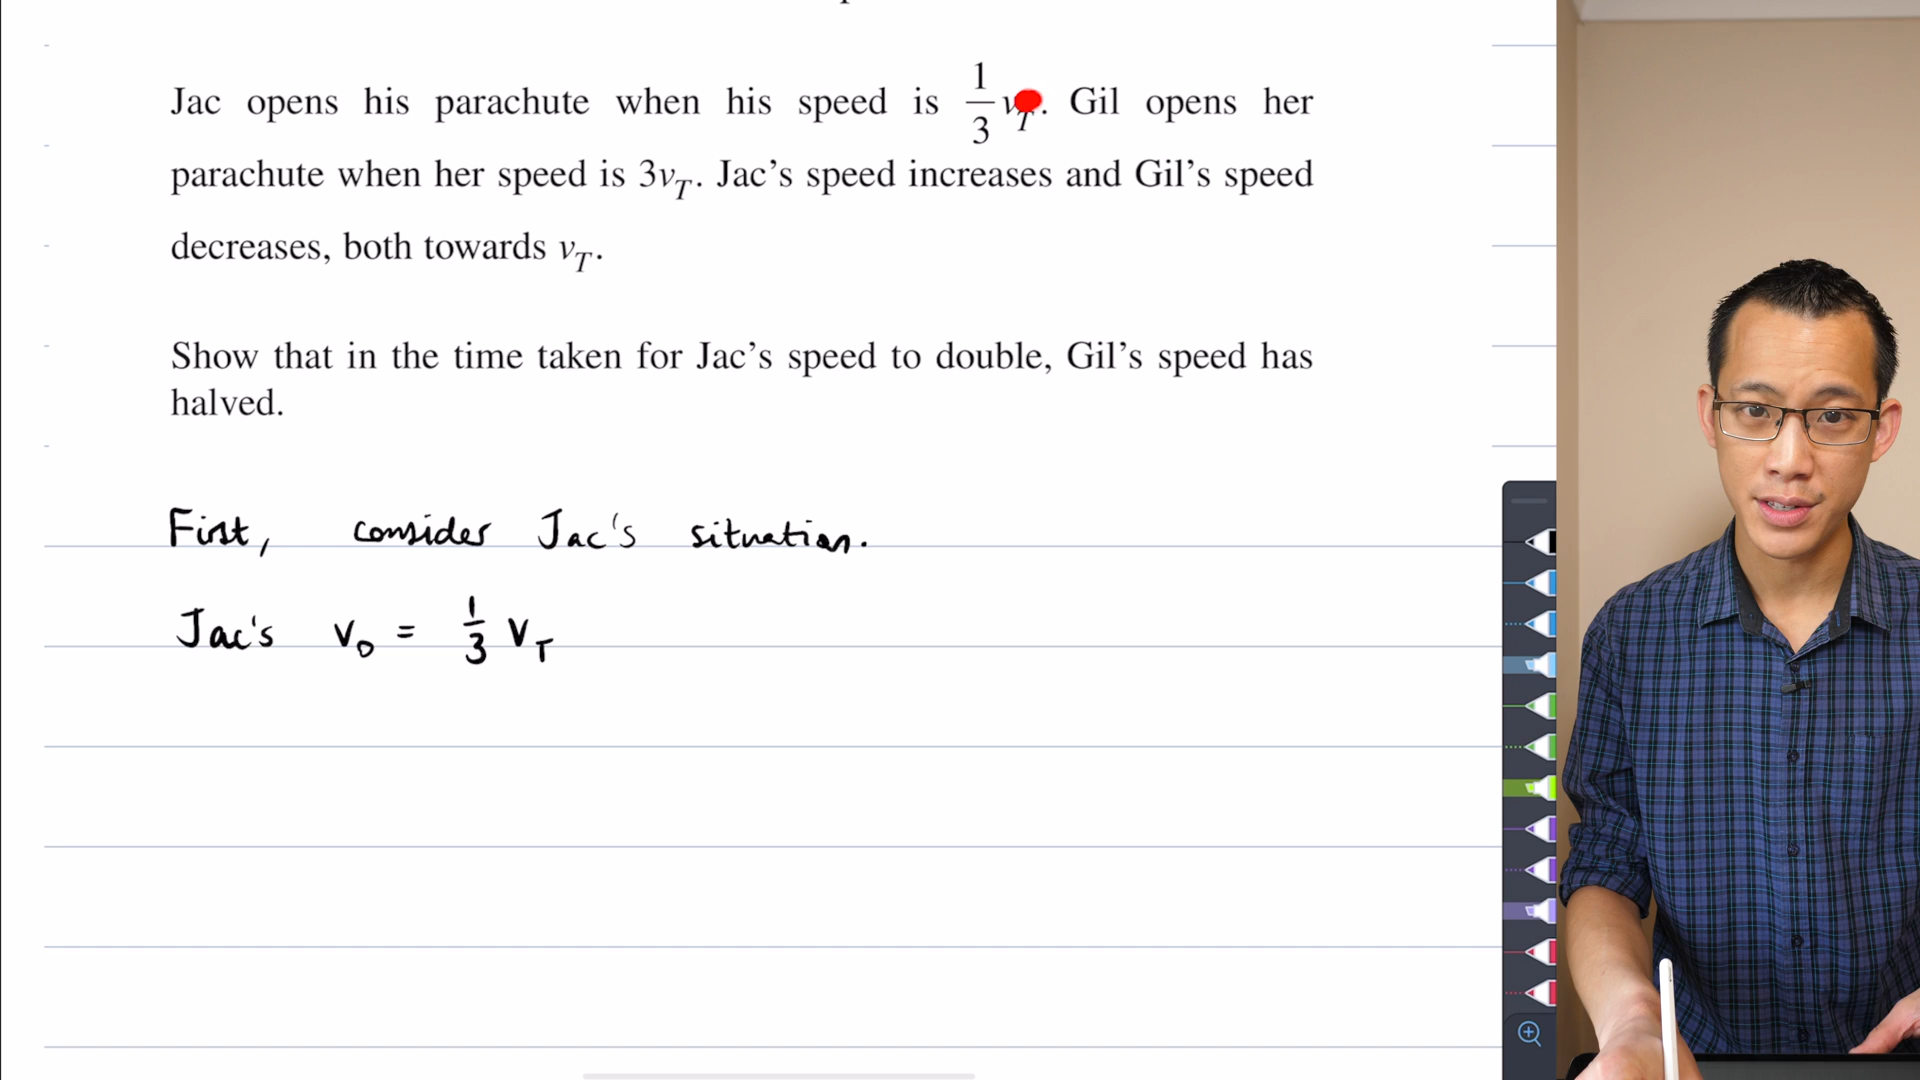 Jac opens his parachute when his speed is 1/3 v_T. Gil opens her
parachute when her speed is 3v_T. Jac's speed increases and Gil's speed
decreases, both towards v_T.
Show that in the time taken for Jac's speed to double, Gil's speed has
halved.
First, consider Jac's situation.
Jac's v_0 = 1/3 v_T